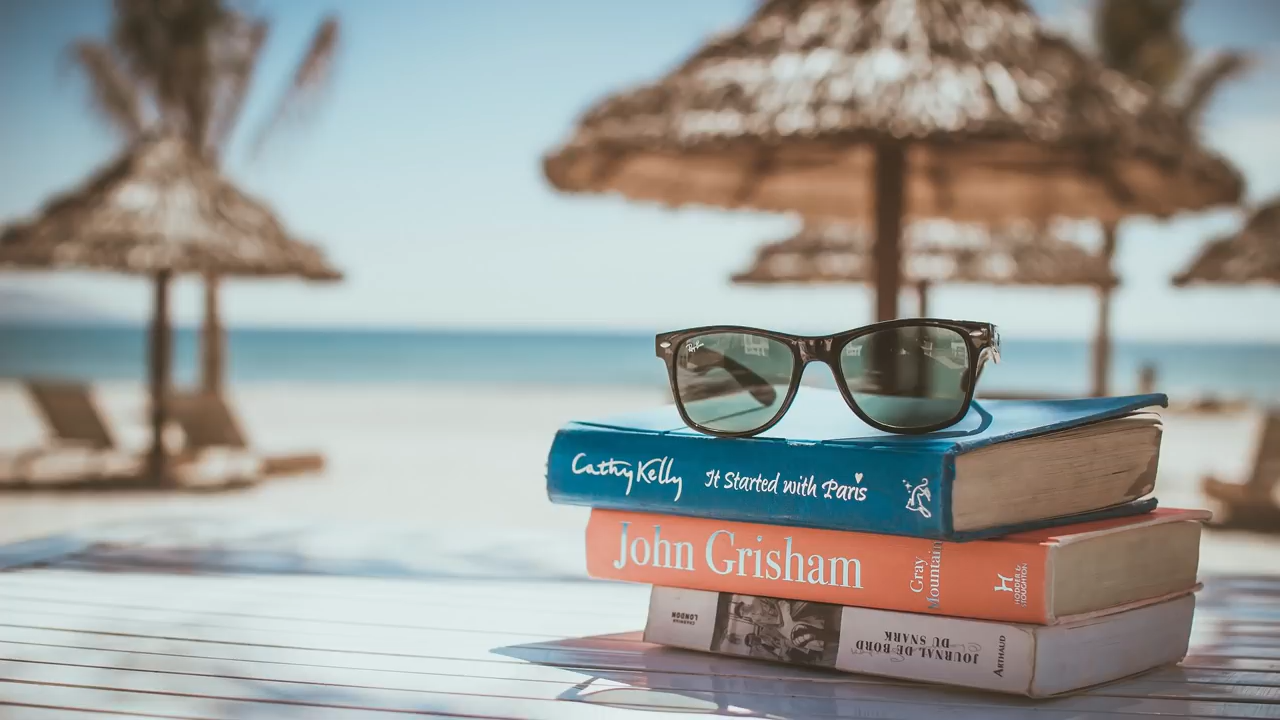 Ray-Ban
Cathy Kelly It Started with Paris
John Grisham Gray
Mountain
HODDER &
STOUGHTON
LONDON
JOURNAL DE BORD
DU SNARK
ARTHAUD